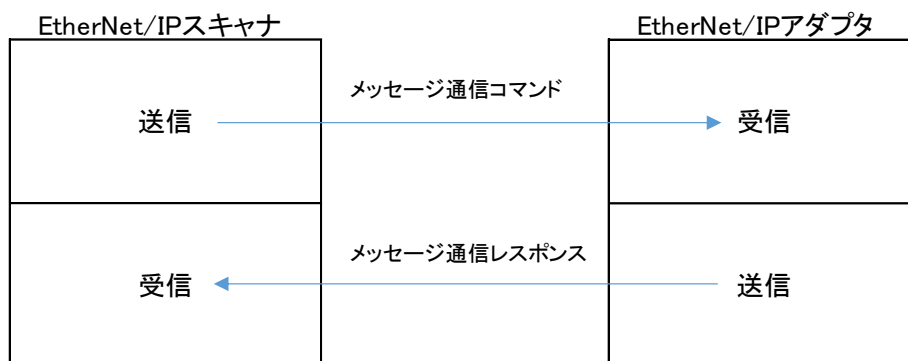 EtherNet/IPスキャナ
EtherNet/IPアダプタ
メッセージ通信コマンド
送信
受信
メッセージ通信レスポンス
受信
送信